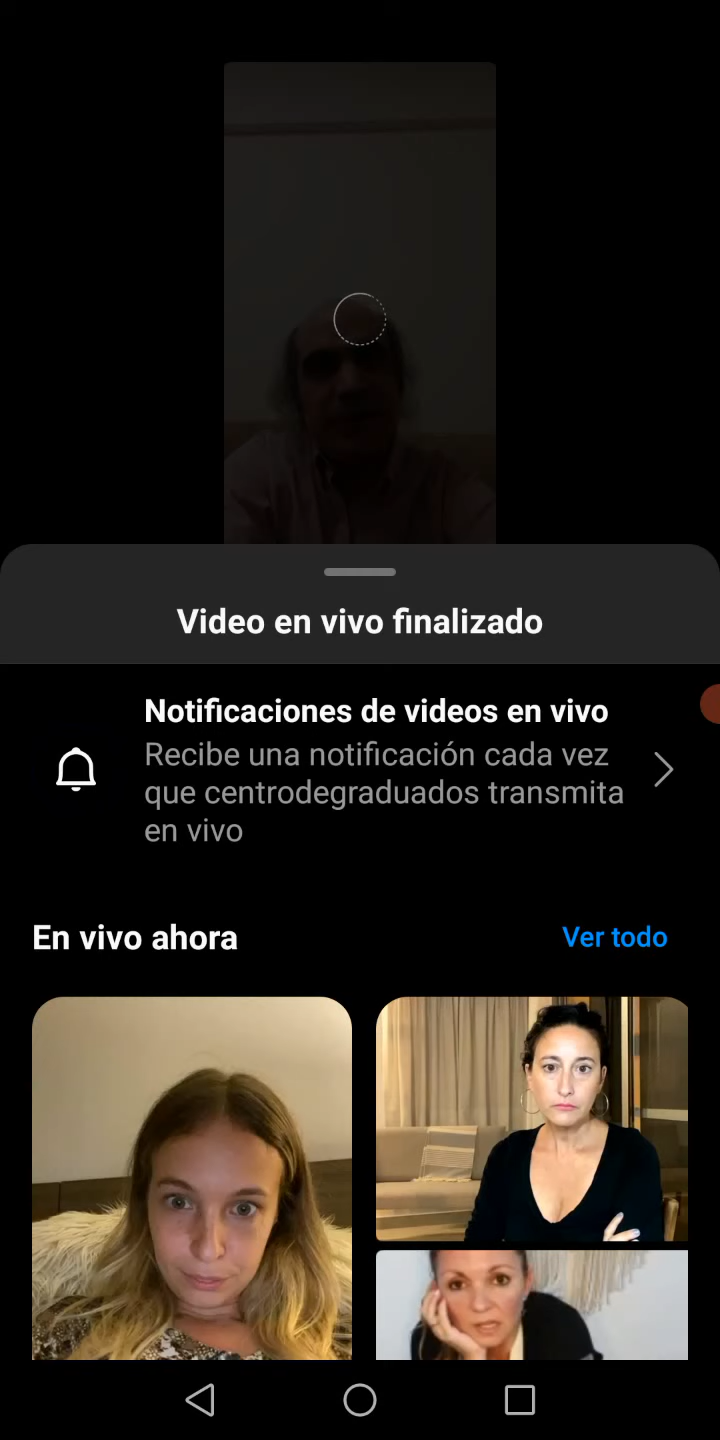 Video en vivo finalizado
Notificaciones de videos en vivo
Recibe una notificación cada vez
que centrodegraduados transmita
en vivo
En vivo ahora
Ver todo